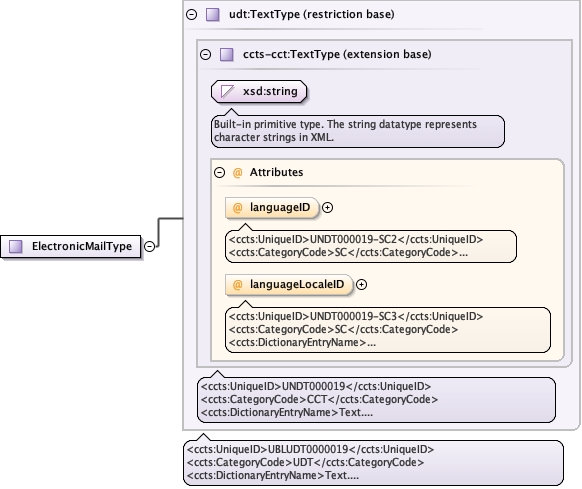 udt:TextType (restriction base)
ccts-cct:TextType (extension base)
xsd:string
Built-in primitive type. The string datatype represents
character strings in XML.
@ Attributes
@ languageID
<ccts:UniqueID>UNDT000019-SC2</ccts:UniqueID>
<ccts:CategoryCode>SC</ccts:CategoryCode>...
@ languageLocaleID
<ccts:UniqueID>UNDT000019-SC3</ccts:UniqueID>
<ccts:CategoryCode>SC</ccts:CategoryCode>
<ccts:DictionaryEntryName>...
ElectronicMailType
<ccts:UniqueID>UNDT000019</ccts:UniqueID>
<ccts:CategoryCode>CCT</ccts:CategoryCode>
<ccts:DictionaryEntryName>Text....
<ccts:UniqueID>UBLUDT0000019</ccts:UniqueID>
<ccts:CategoryCode>UDT</ccts:CategoryCode>
<ccts:DictionaryEntryName>Text....